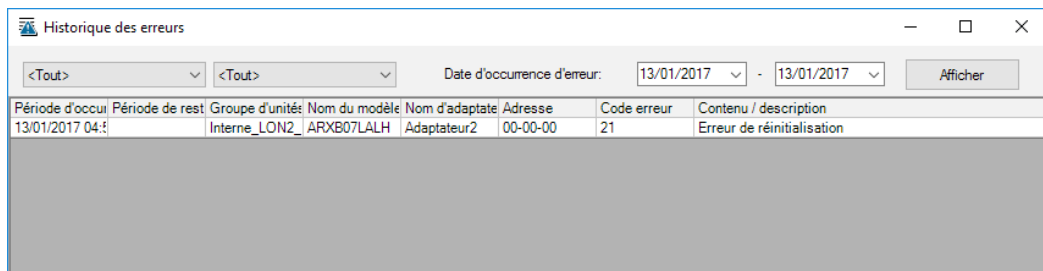 Historique des erreurs
<Tout> <Tout> Date d'occurrence d'erreur: 13/01/2017 - 13/01/2017 Afficher
Période d'occur Période de rest Groupe d'unités Nom du modèle Nom d'adaptate Adresse Code erreur Contenu / description
13/01/2017 04:5 Interne_LON2_ ARXB07LALH Adaptateur2 00-00-00 21 Erreur de réinitialisation